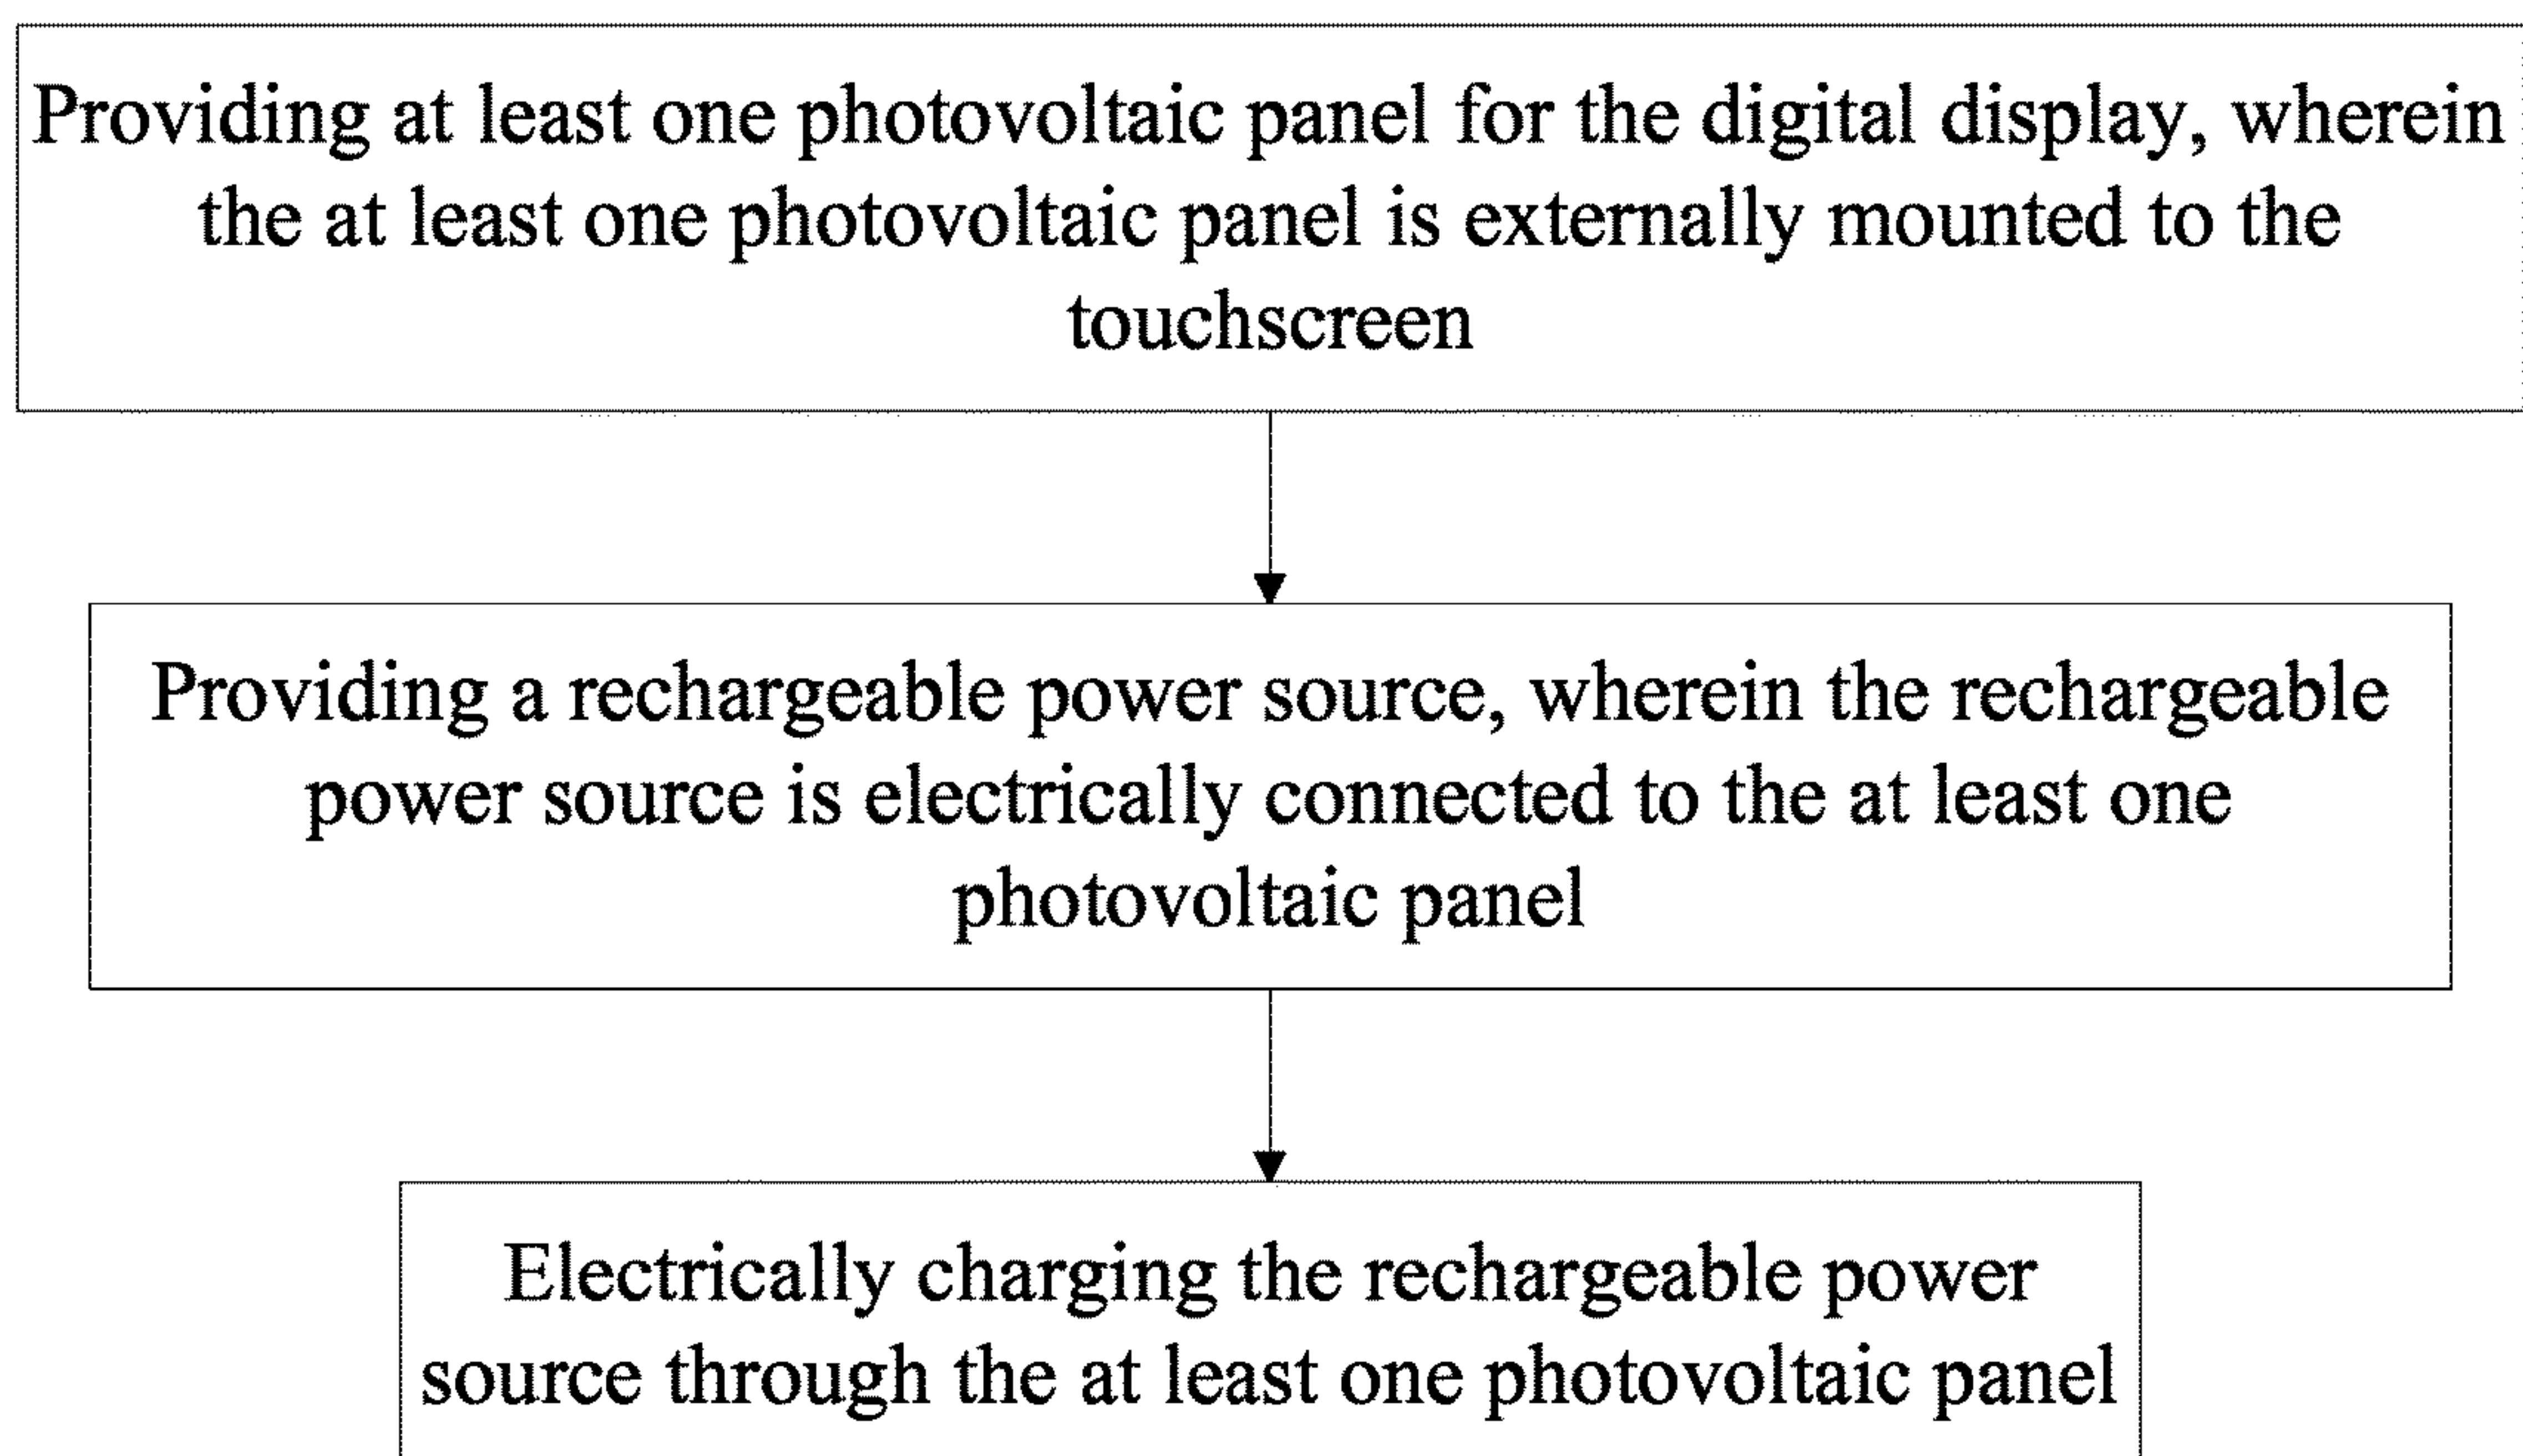 Providing at least one photovoltaic panel for the digital display, wherein
the at least one photovoltaic panel is externally mounted to the
touchscreen
Providing a rechargeable power source, wherein the rechargeable
power source is electrically connected to the at least one
photovoltaic panel
Electrically charging the rechargeable power
source through the at least one photovoltaic panel